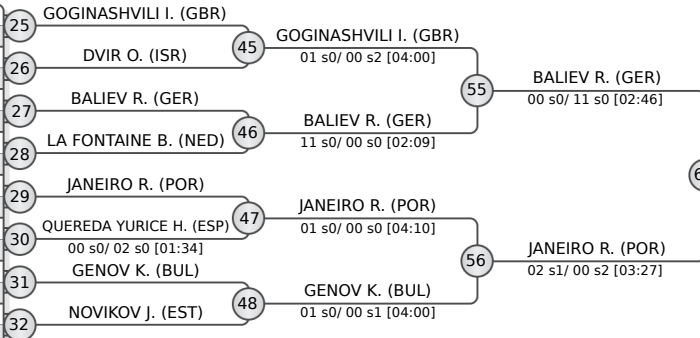 25 GOGINASHVILI I. (GBR)
26 DVIR O. (ISR)
45 GOGINASHVILI I. (GBR)
01 s0/ 00 s2 [04:00]
27 BALIEV R. (GER)
28 LA FONTAINE B. (NED)
46 BALIEV R. (GER)
11 s0/ 00 s0 [02:09]
55 BALIEV R. (GER)
00 s0/ 11 s0 [02:46]
29 JANEIRO R. (POR)
30 QUEREDA YURICE H. (ESP)
00 s0/ 02 s0 [01:34]
47 JANEIRO R. (POR)
01 s0/ 00 s0 [04:10]
31 GENOV K. (BUL)
32 NOVIKOV J. (EST)
48 GENOV K. (BUL)
01 s0/ 00 s1 [04:00]
56 JANEIRO R. (POR)
02 s1/ 00 s2 [03:27]